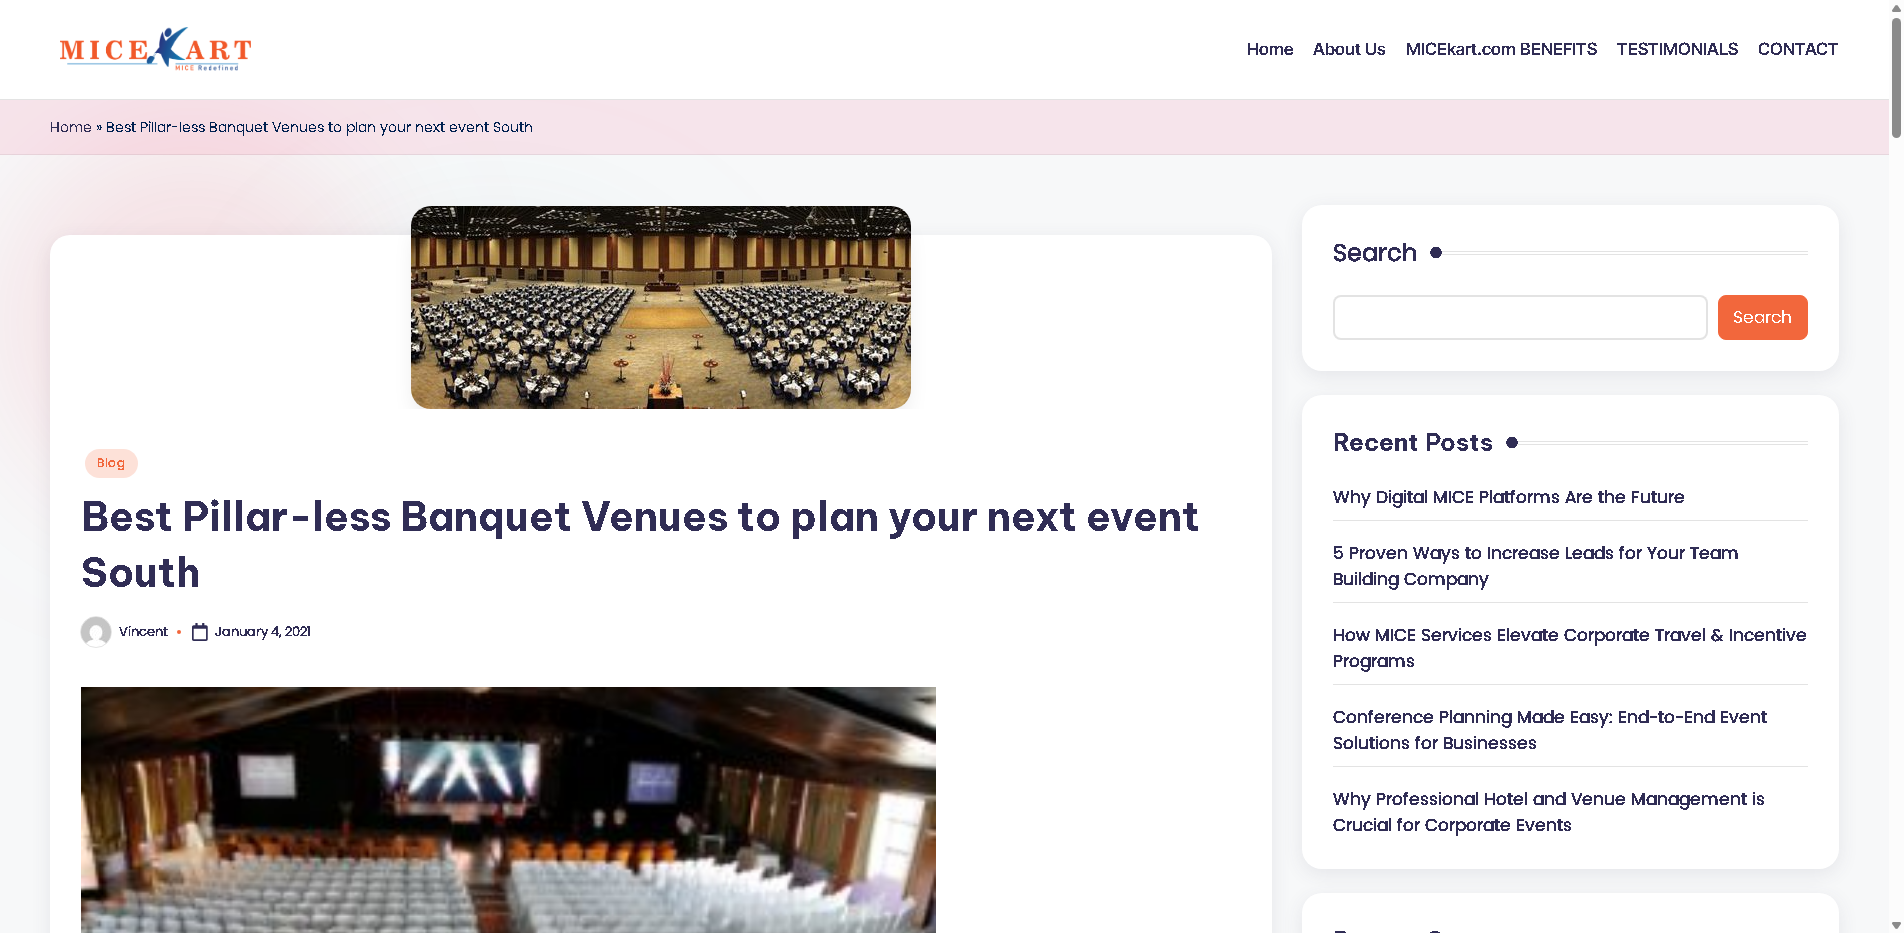 MICEKART
MICE Redefined
Home About Us MICEkart.com BENEFITS TESTIMONIALS CONTACT
Home » Best Pillar-less Banquet Venues to plan your next event South
Blog
Best Pillar-less Banquet Venues to plan your next event
South
Vincent • January 4, 2021
Search
Search
Recent Posts
Why Digital MICE Platforms Are the Future
5 Proven Ways to Increase Leads for Your Team
Building Company
How MICE Services Elevate Corporate Travel & Incentive
Programs
Conference Planning Made Easy: End-to-End Event
Solutions for Businesses
Why Professional Hotel and Venue Management is
Crucial for Corporate Events